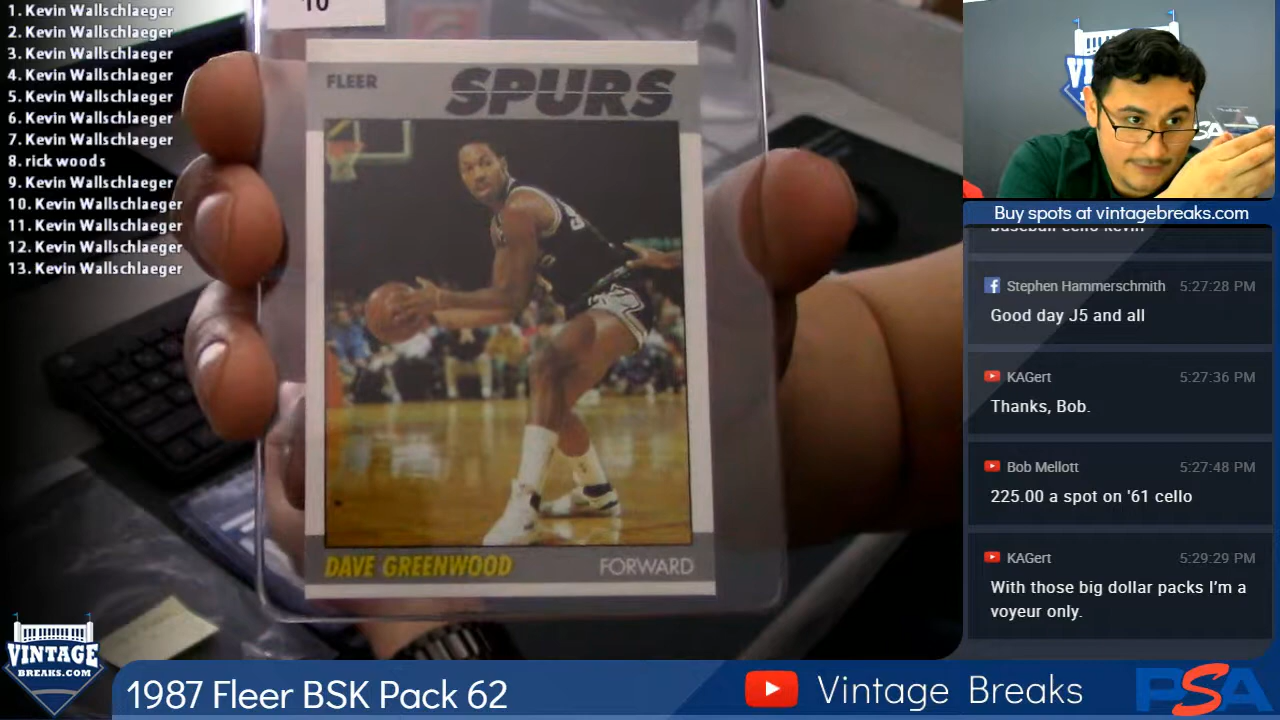 1. Kevin Wallschlaeger
2. Kevin Wallschlaeger
3. Kevin Wallschlaeger
4. Kevin Wallschlaeger
5. Kevin Wallschlaeger
6. Kevin Wallschlaeger
7. Kevin Wallschlaeger
8. rick woods
9. Kevin Wallschlaeger
10. Kevin Wallschlaeger
11. Kevin Wallschlaeger
12. Kevin Wallschlaeger
13. Kevin Wallschlaeger
10
FLEER
SPURS
DAVE GREENWOOD
FORWARD
Buy spots at vintagebreaks.com
baseball cello kevin
Stephen Hammerschmith 5:27:28 PM
Good day J5 and all
KAGert 5:27:36 PM
Thanks, Bob.
Bob Mellott 5:27:48 PM
225.00 a spot on '61 cello
KAGert 5:29:29 PM
With those big dollar packs I'm a
voyeur only.
VINTAGE
BREAKS.COM
1987 Fleer BSK Pack 62
Vintage Breaks
PSA